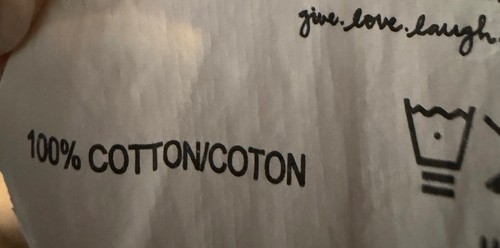 give. love. laugh.
100% COTTON/COTON